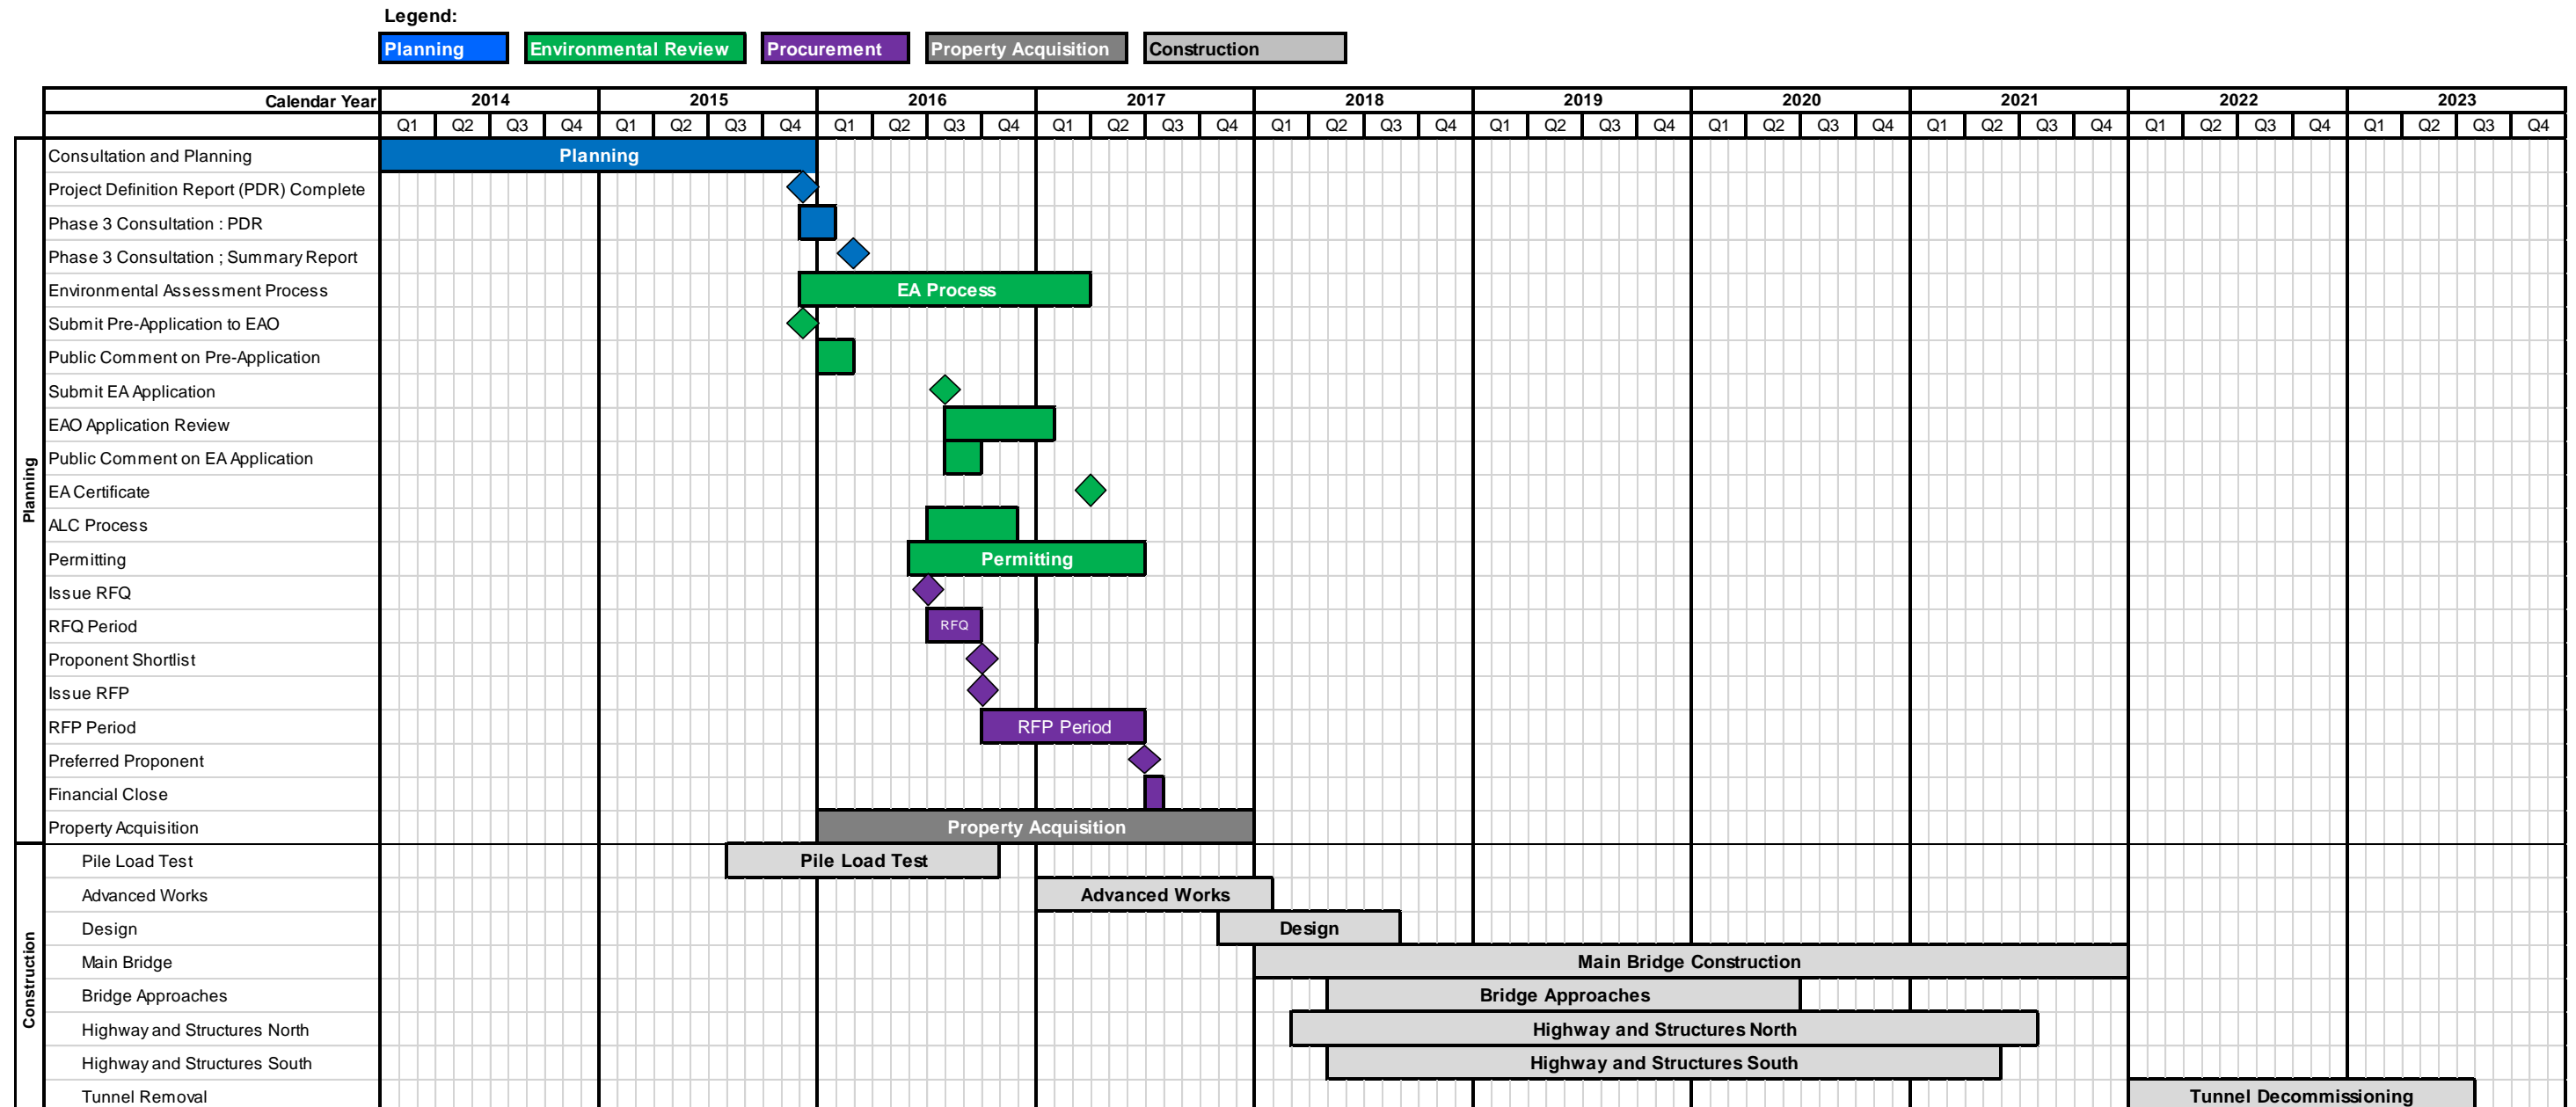 Legend:
Planning Environmental Review Procurement Property Acquisition Construction
Calendar Year 2014 2015 2016 2017 2018 2019 2020 2021 2022 2023
Q1 Q2 Q3 Q4 Q1 Q2 Q3 Q4 Q1 Q2 Q3 Q4 Q1 Q2 Q3 Q4 Q1 Q2 Q3 Q4 Q1 Q2 Q3 Q4 Q1 Q2 Q3 Q4 Q1 Q2 Q3 Q4 Q1 Q2 Q3 Q4 Q1 Q2 Q3 Q4
Planning
Consultation and Planning Planning
Project Definition Report (PDR) Complete
Phase 3 Consultation : PDR
Phase 3 Consultation ; Summary Report
Environmental Assessment Process EA Process
Submit Pre-Application to EAO
Public Comment on Pre-Application
Submit EA Application
EAO Application Review
Public Comment on EA Application
EA Certificate
ALC Process
Permitting Permitting
Issue RFQ
RFQ Period RFQ
Proponent Shortlist
Issue RFP
RFP Period RFP Period
Preferred Proponent
Financial Close
Property Acquisition Property Acquisition
Construction
Pile Load Test Pile Load Test
Advanced Works Advanced Works
Design Design
Main Bridge Main Bridge Construction
Bridge Approaches Bridge Approaches
Highway and Structures North Highway and Structures North
Highway and Structures South Highway and Structures South
Tunnel Removal Tunnel Decommissioning